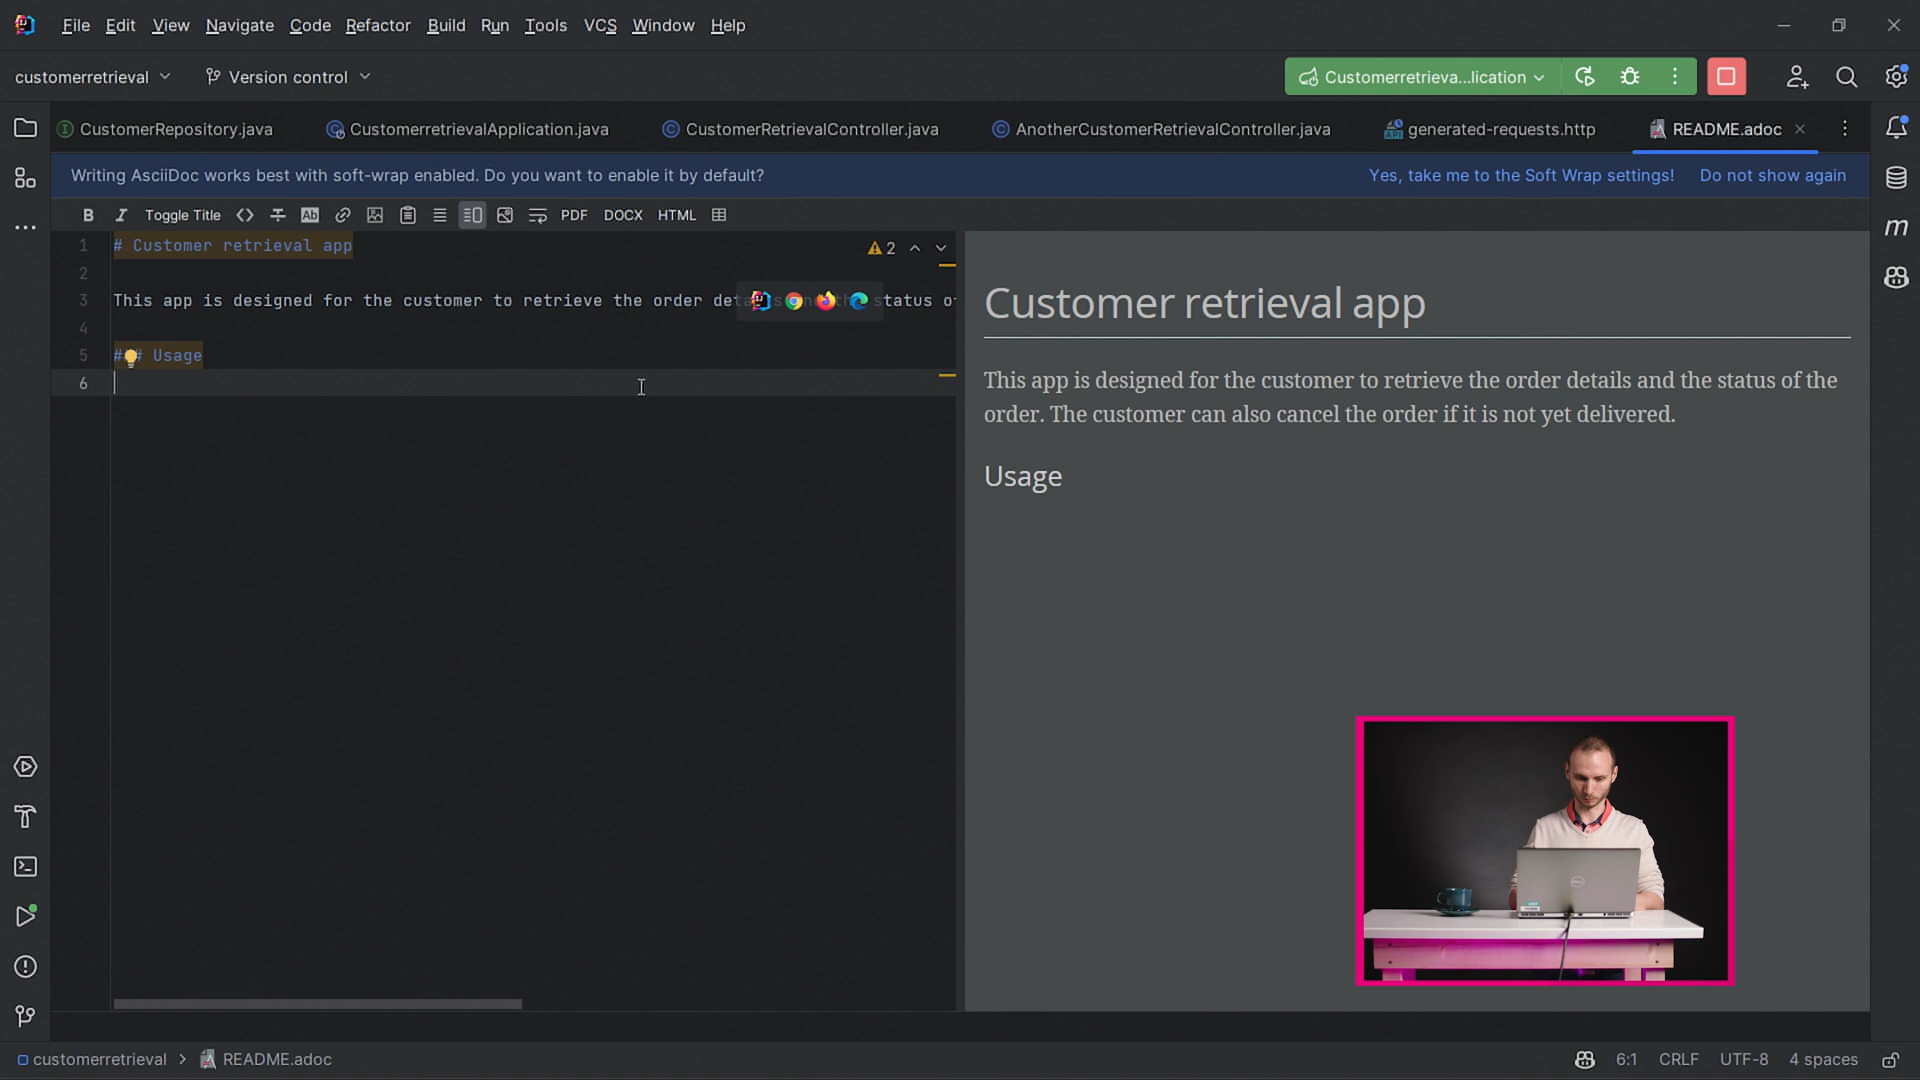 File Edit View Navigate Code Refactor Build Run Tools VCS Window Help
customerretrieval Version control Customerretrieva...lication
CustomerRepository.java CustomerretrievalApplication.java CustomerRetrievalController.java AnotherCustomerRetrievalController.java generated-requests.http README.adoc
Writing AsciiDoc works best with soft-wrap enabled. Do you want to enable it by default? Yes, take me to the Soft Wrap settings! Do not show again
B I Toggle Title Ab PDF DOCX HTML
1 # Customer retrieval app 2
2
3 This app is designed for the customer to retrieve the order status
4
5 Usage
6
Customer retrieval app
This app is designed for the customer to retrieve the order details and the status of the
order. The customer can also cancel the order if it is not yet delivered.
Usage
m
customerretrieval > README.adoc 6:1 CRLF UTF-8 4 spaces